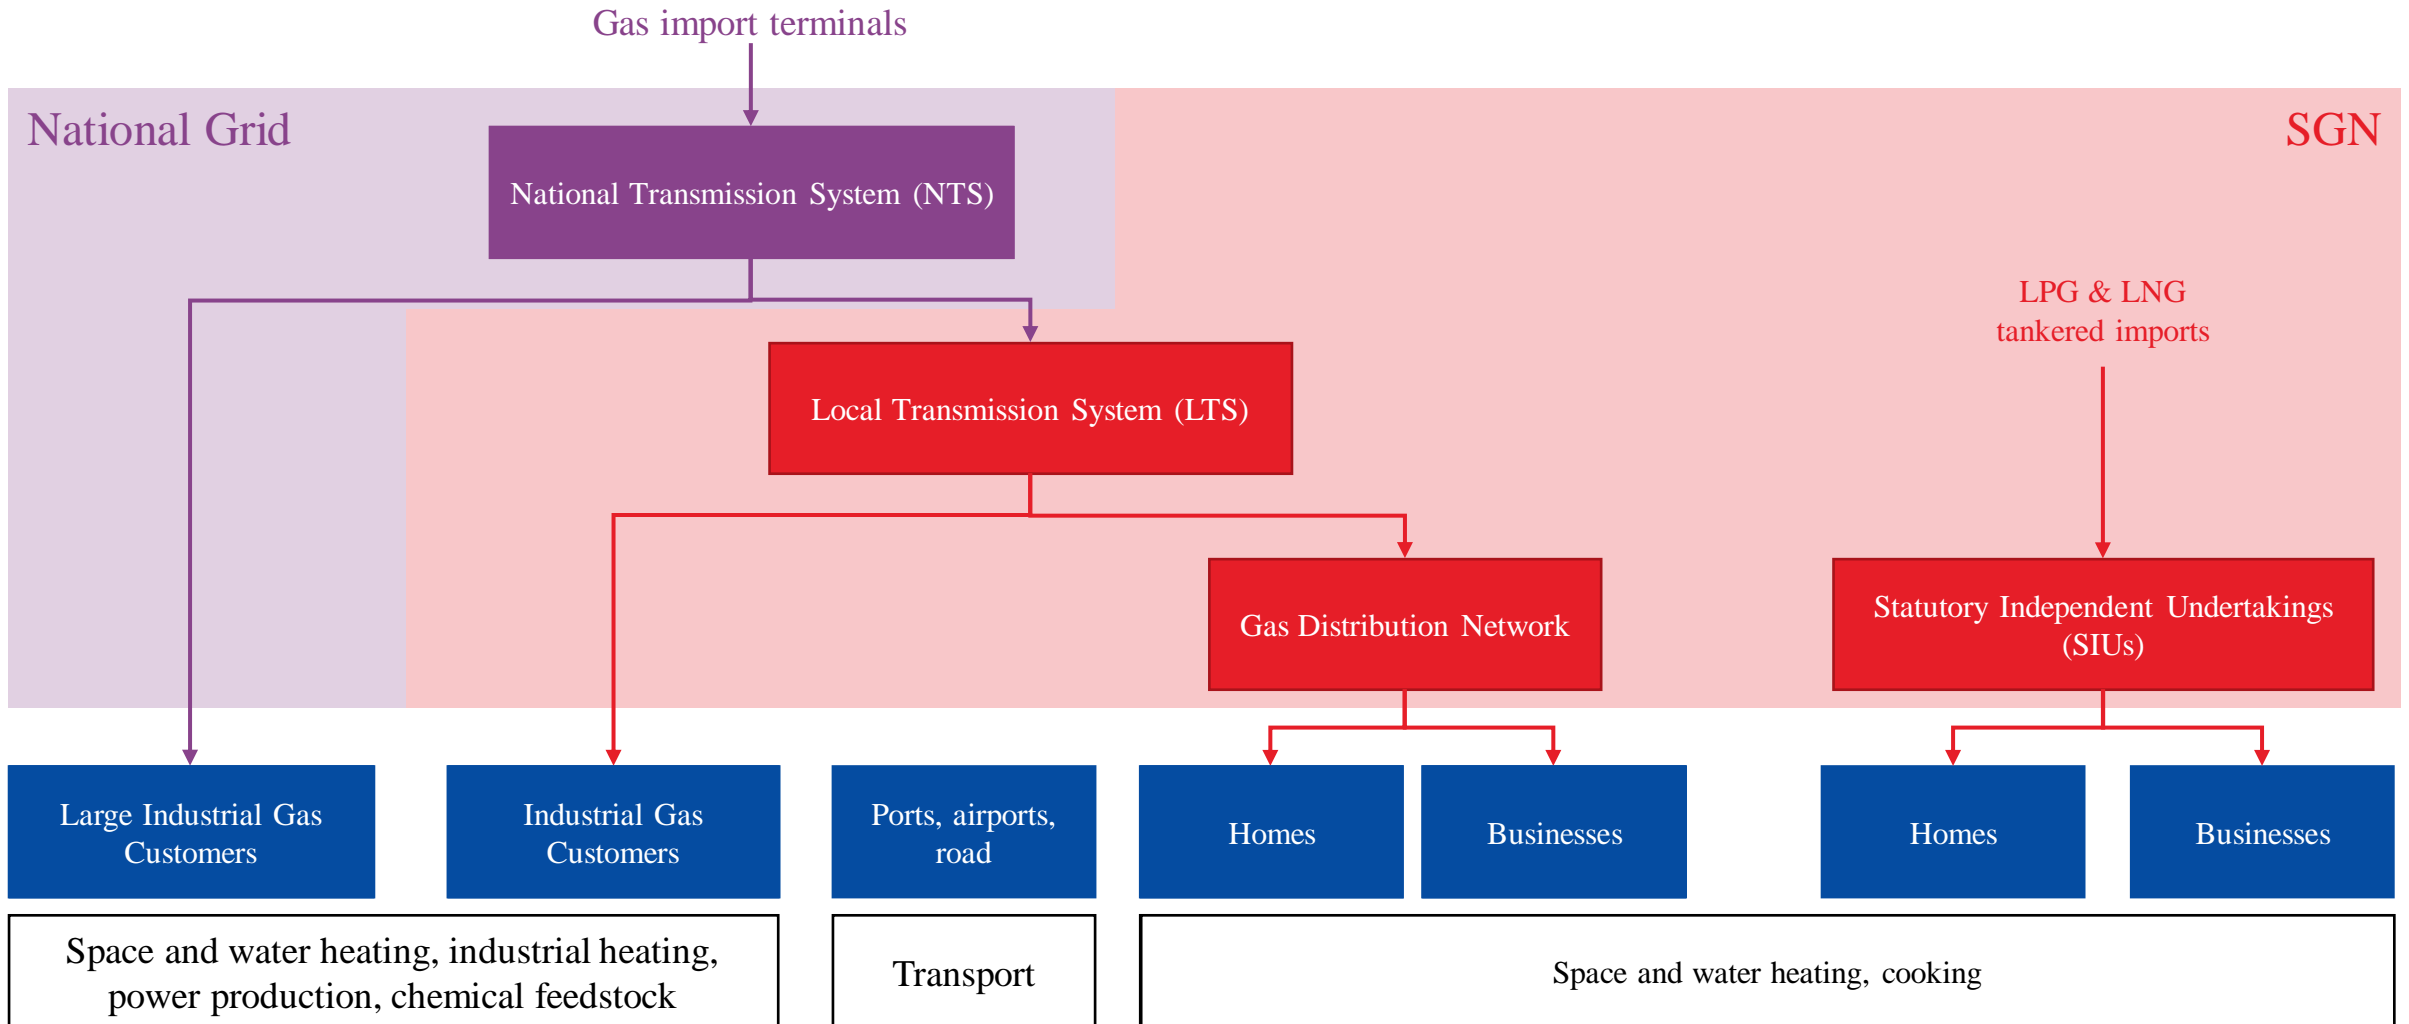 Gas import terminals
National Grid
SGN
National Transmission System (NTS)
LPG & LNG
tankered imports
Local Transmission System (LTS)
Gas Distribution Network
Statutory Independent Undertakings
(SIUs)
Large Industrial Gas
Customers
Industrial Gas
Customers
Ports, airports,
road
Homes
Businesses
Homes
Businesses
Space and water heating, industrial heating,
power production, chemical feedstock
Transport
Space and water heating, cooking